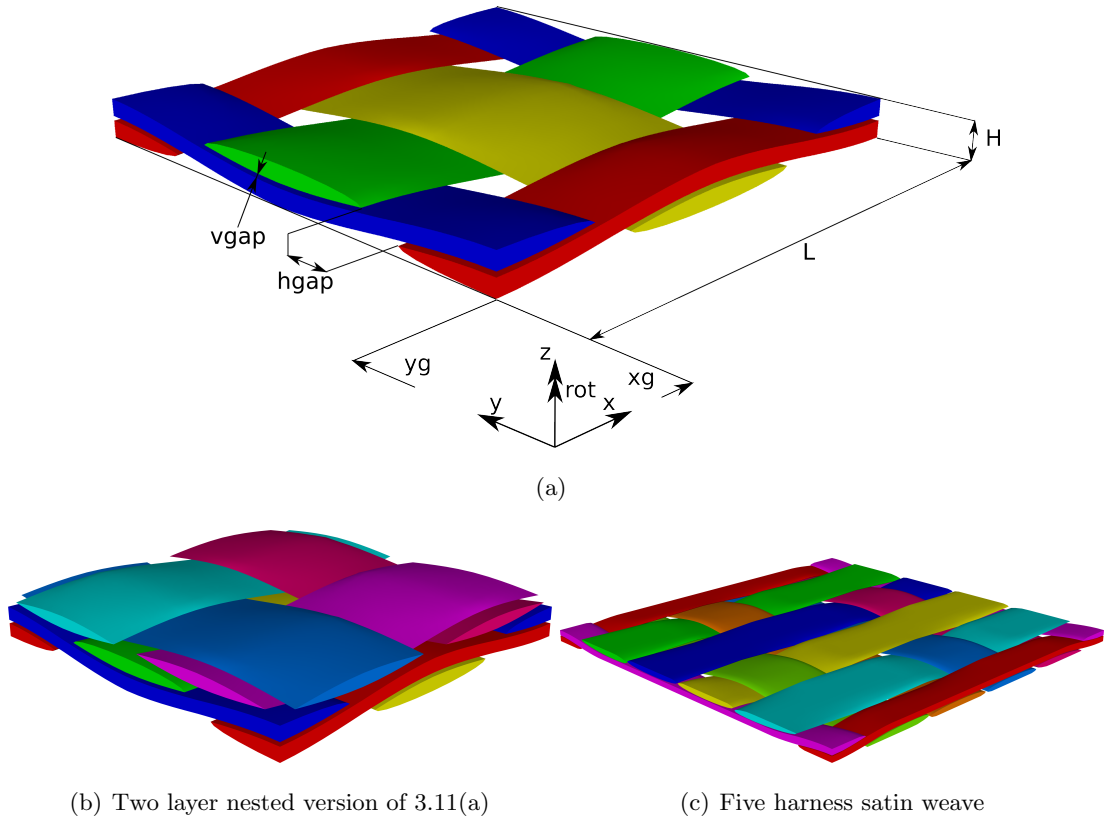 H
vgap
L
hgap
yg
z
xg
rot
y
x
(a)
(b) Two layer nested version of 3.11(a)
(c) Five harness satin weave